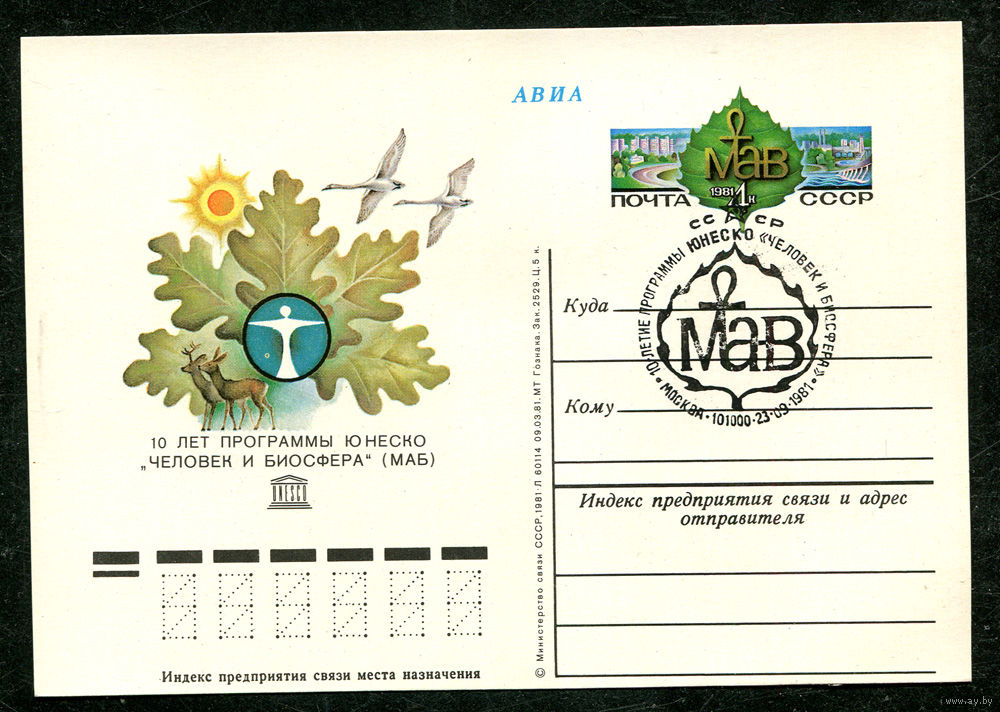 АВИА
МаВ
1981 4к
ПОЧТА СССР
СССР
10-ЛЕТИЕ ПРОГРАММЫ ЮНЕСКО «ЧЕЛОВЕК И БИОСФЕРА»
МаВ
МОСКВА · 101000 · 23-09-1981
Куда
Кому
Индекс предприятия связи и адрес
отправителя
10 ЛЕТ ПРОГРАММЫ ЮНЕСКО
„ЧЕЛОВЕК И БИОСФЕРА“ (МАБ)
UNESCO
Индекс предприятия связи места назначения
© Министерство связи СССР, 1981 · Л 60114 09.03.81. МТ Гознака. Зак. 2529. Ц. 5 к.
www.ay.by